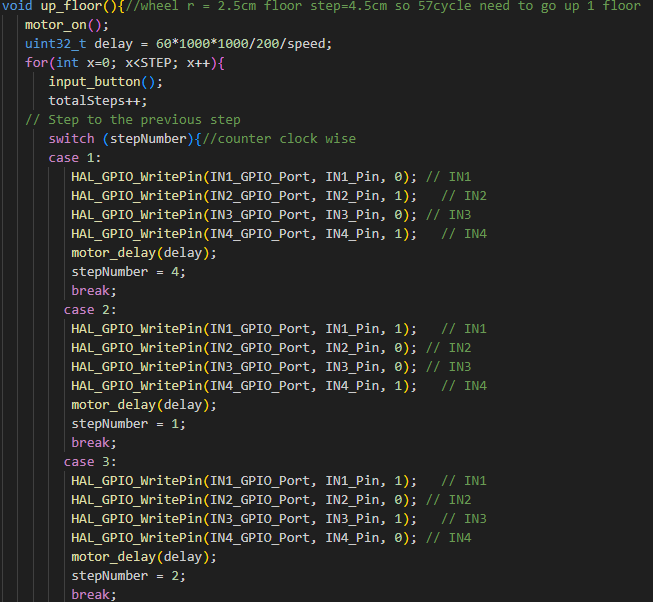 void up_floor(){//wheel r = 2.5cm floor step=4.5cm so 57cycle need to go up 1 floor
motor_on();
uint32_t delay = 60*1000*1000/200/speed;
for(int x=0; x<STEP; x++){
input_button();
totalSteps++;
// Step to the previous step
switch (stepNumber){//counter clock wise
case 1:
HAL_GPIO_WritePin(IN1_GPIO_Port, IN1_Pin, 0); // IN1
HAL_GPIO_WritePin(IN2_GPIO_Port, IN2_Pin, 1);   // IN2
HAL_GPIO_WritePin(IN3_GPIO_Port, IN3_Pin, 0); // IN3
HAL_GPIO_WritePin(IN4_GPIO_Port, IN4_Pin, 1);   // IN4
motor_delay(delay);
stepNumber = 4;
break;
case 2:
HAL_GPIO_WritePin(IN1_GPIO_Port, IN1_Pin, 1);   // IN1
HAL_GPIO_WritePin(IN2_GPIO_Port, IN2_Pin, 0); // IN2
HAL_GPIO_WritePin(IN3_GPIO_Port, IN3_Pin, 0); // IN3
HAL_GPIO_WritePin(IN4_GPIO_Port, IN4_Pin, 1);   // IN4
motor_delay(delay);
stepNumber = 1;
break;
case 3:
HAL_GPIO_WritePin(IN1_GPIO_Port, IN1_Pin, 1);   // IN1
HAL_GPIO_WritePin(IN2_GPIO_Port, IN2_Pin, 0); // IN2
HAL_GPIO_WritePin(IN3_GPIO_Port, IN3_Pin, 1);   // IN3
HAL_GPIO_WritePin(IN4_GPIO_Port, IN4_Pin, 0); // IN4
motor_delay(delay);
stepNumber = 2;
break;